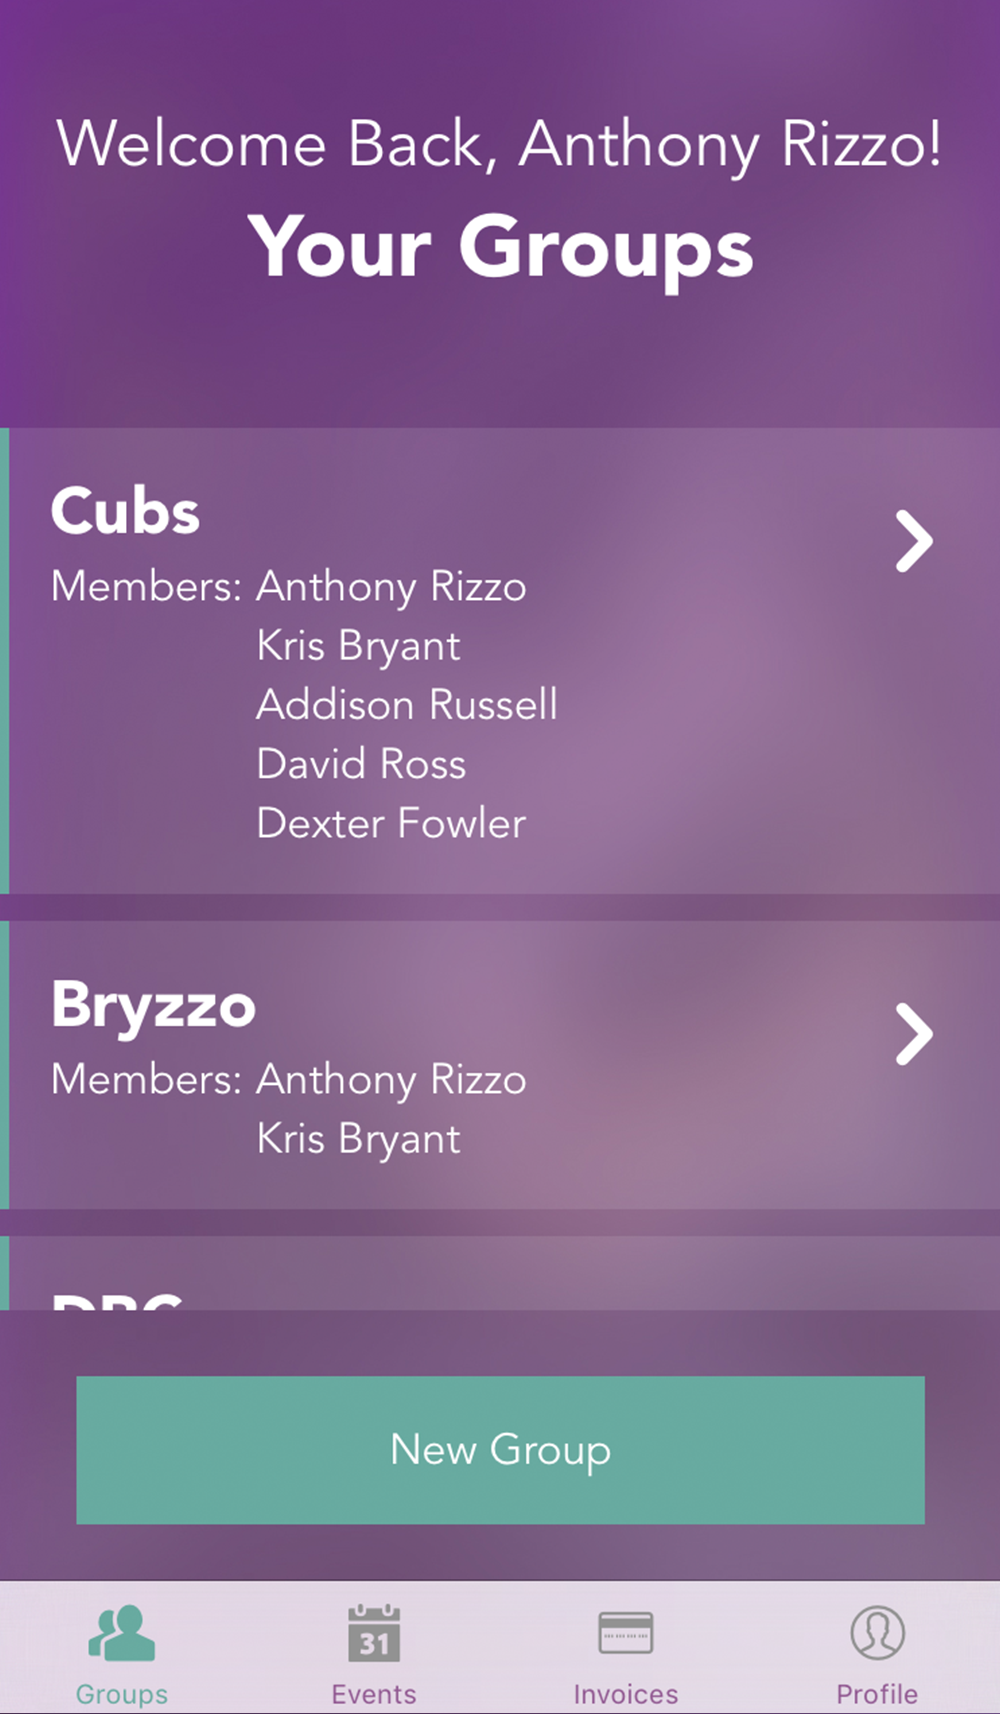 Welcome Back, Anthony Rizzo!
Your Groups
Cubs
Members: Anthony Rizzo
Kris Bryant
Addison Russell
David Ross
Dexter Fowler
Bryzzo
Members: Anthony Rizzo
Kris Bryant
New Group
31
Groups
Events
Invoices
Profile